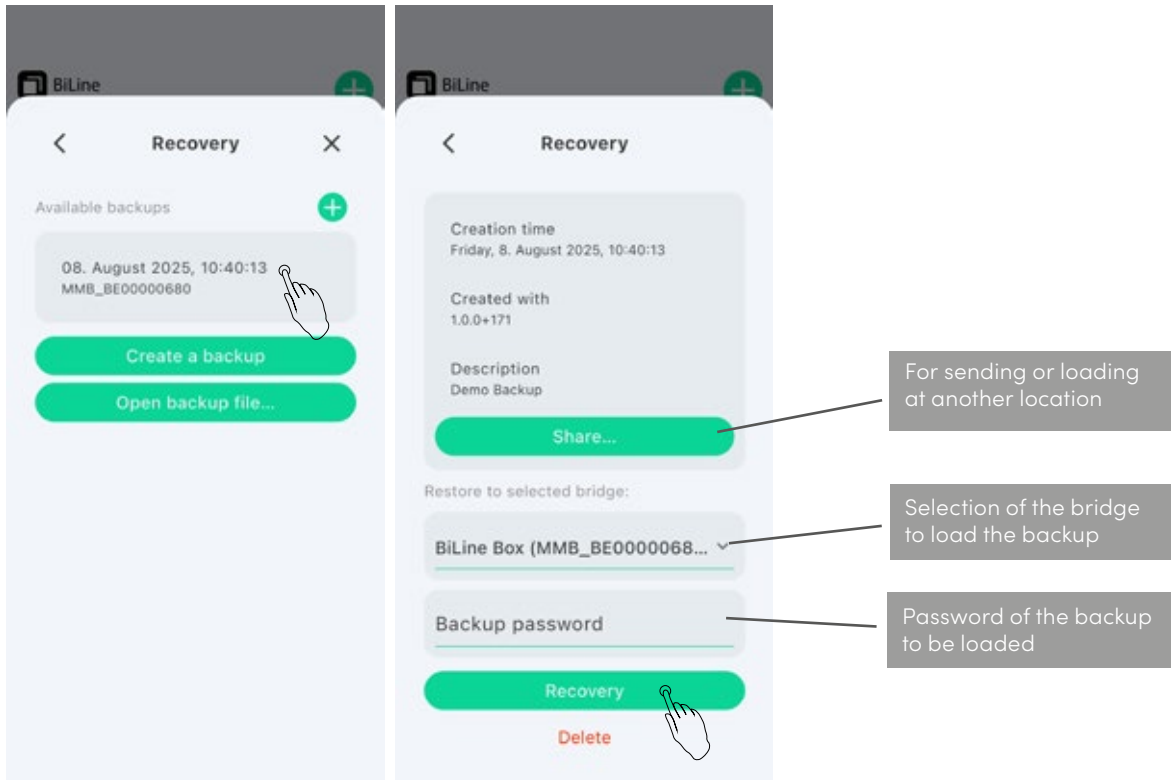 BiLine
Recovery
Available backups
08. August 2025, 10:40:13
MMB_BE00000680
Create a backup
Open backup file...
BiLine
Recovery
Creation time
Friday, 8. August 2025, 10:40:13
Created with
1.0.0+171
Description
Demo Backup
Share...
Restore to selected bridge:
BiLine Box (MMB_BE0000068...
Backup password
Recovery
Delete
For sending or loading
at another location
Selection of the bridge
to load the backup
Password of the backup
to be loaded